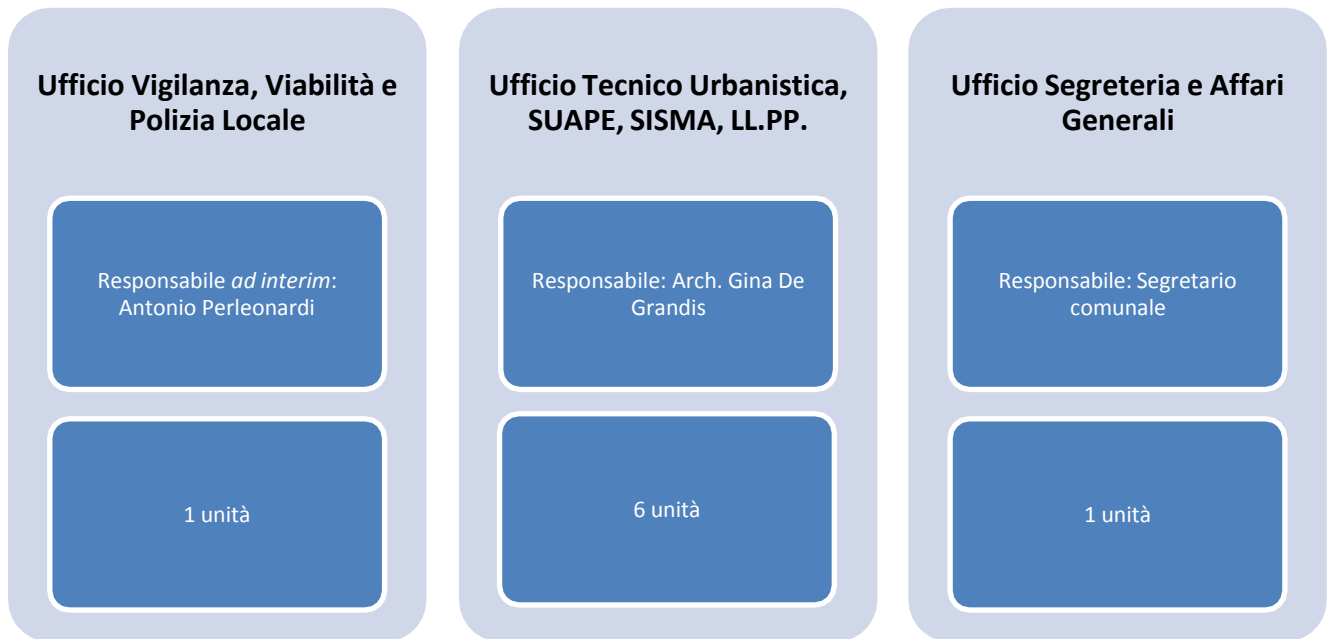 Ufficio Vigilanza, Viabilità e
Polizia Locale
Responsabile ad interim:
Antonio Perleonardi
1 unità
Ufficio Tecnico Urbanistica,
SUAPE, SISMA, LL.PP.
Responsabile: Arch. Gina De
Grandis
6 unità
Ufficio Segreteria e Affari
Generali
Responsabile: Segretario
comunale
1 unità